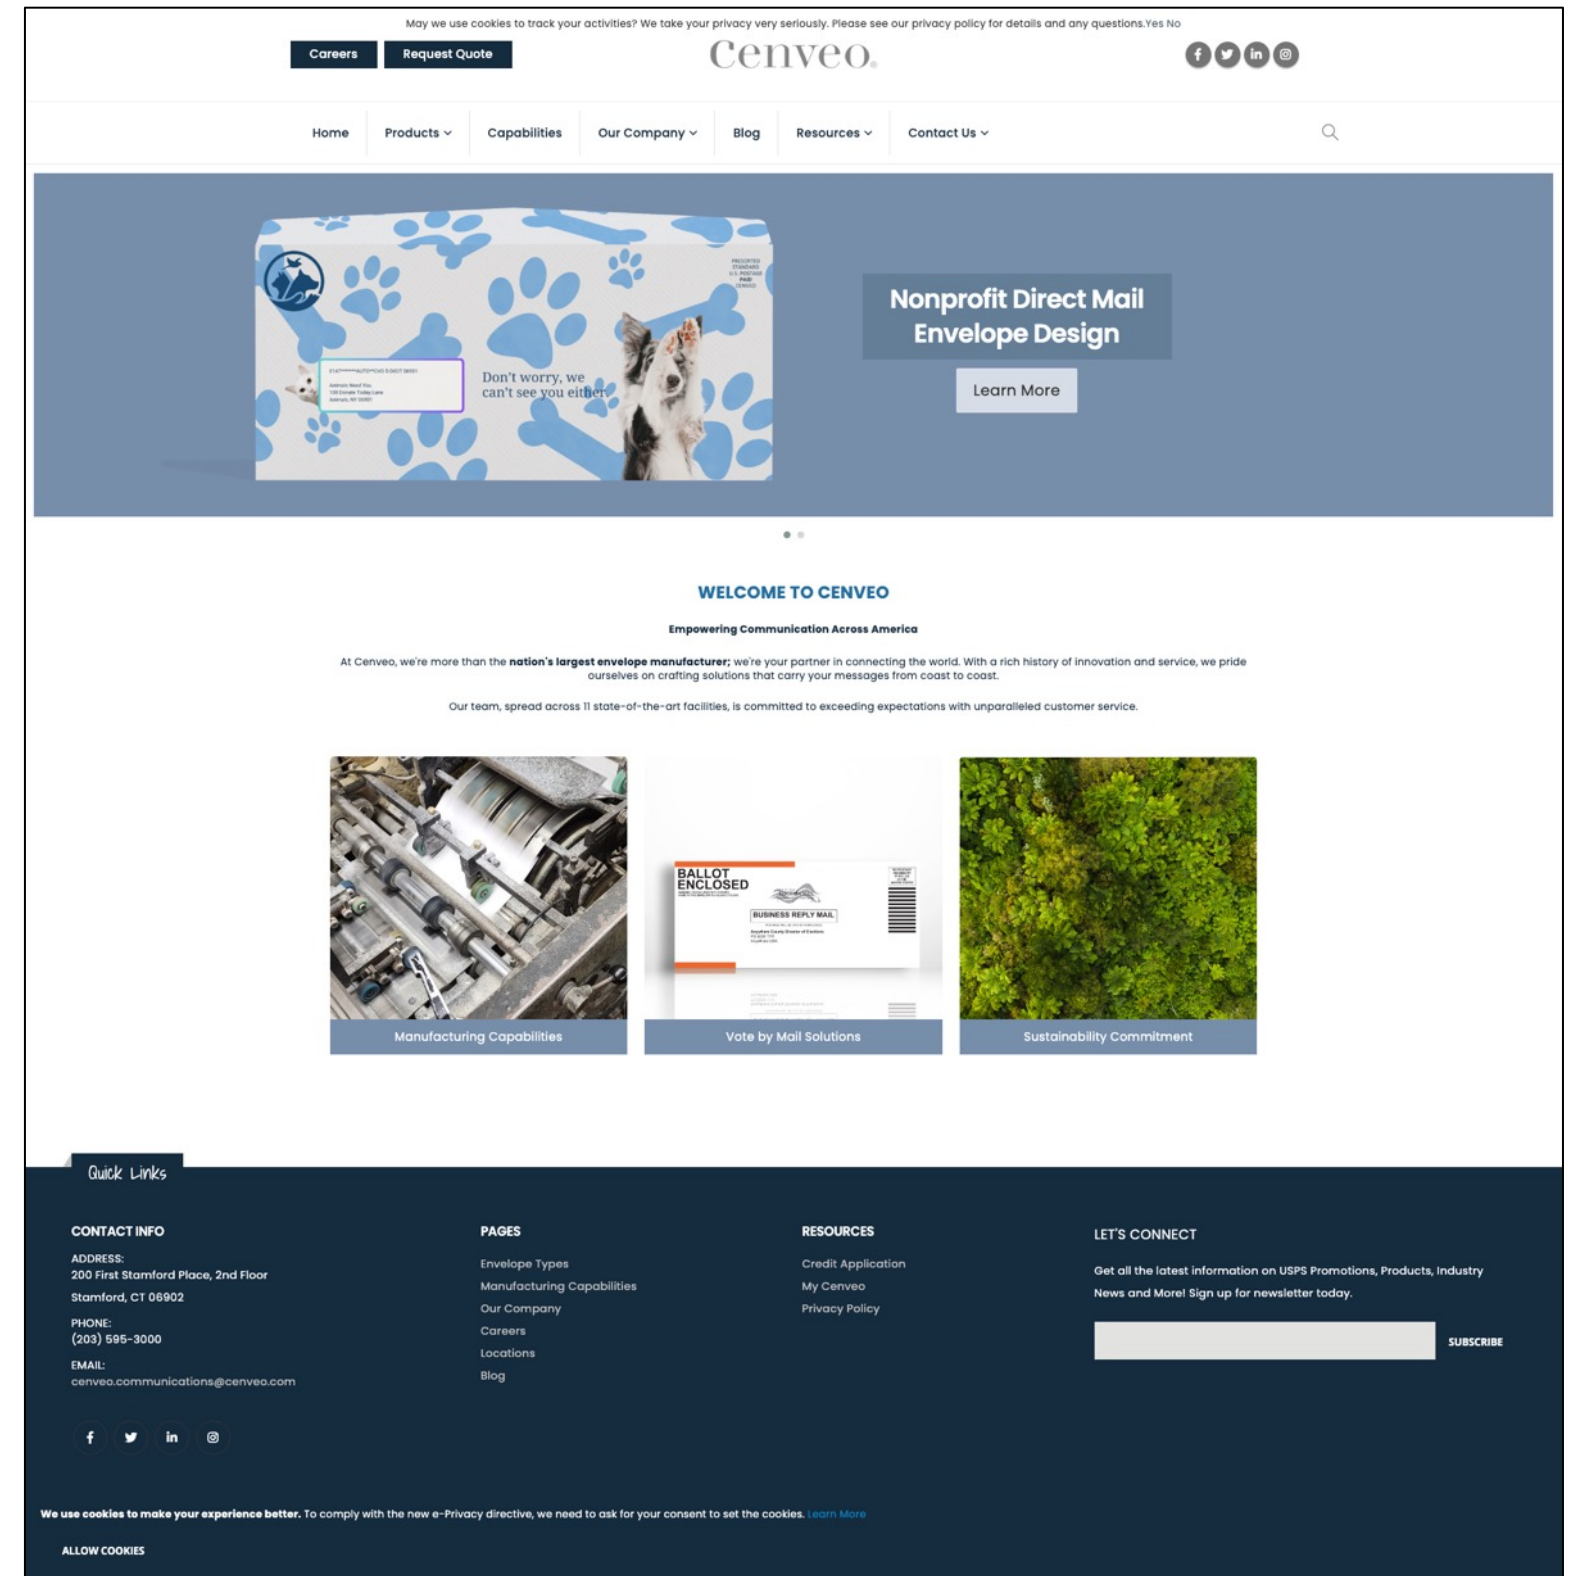 May we use cookies to track your activities? We take your privacy very seriously. Please see our privacy policy for details and any questions.Yes No
Careers
Request Quote
Cenveo®
Home
Products
Capabilities
Our Company
Blog
Resources
Contact Us
PRESORTED
STANDARD
U.S. POSTAGE
PAID
CENVEO
Nonprofit Direct Mail
Envelope Design
Learn More
Don't worry, we
can't see you either.
Animals Need You
WELCOME TO CENVEO
Empowering Communication Across America
At Cenveo, we're more than the nation's largest envelope manufacturer; we're your partner in connecting the world. With a rich history of innovation and service, we pride
ourselves on crafting solutions that carry your messages from coast to coast.
Our team, spread across 11 state-of-the-art facilities, is committed to exceeding expectations with unparalleled customer service.
BALLOT
ENCLOSED
BUSINESS REPLY MAIL
Manufacturing Capabilities
Vote by Mail Solutions
Sustainability Commitment
Quick Links
CONTACT INFO
ADDRESS:
200 First Stamford Place, 2nd Floor
Stamford, CT 06902
PHONE:
(203) 595-3000
EMAIL:
cenveo.communications@cenveo.com
PAGES
Envelope Types
Manufacturing Capabilities
Our Company
Careers
Locations
Blog
RESOURCES
Credit Application
My Cenveo
Privacy Policy
LET'S CONNECT
Get all the latest information on USPS Promotions, Products, Industry
News and More! Sign up for newsletter today.
SUBSCRIBE
We use cookies to make your experience better. To comply with the new e-Privacy directive, we need to ask for your consent to set the cookies. Learn More
ALLOW COOKIES